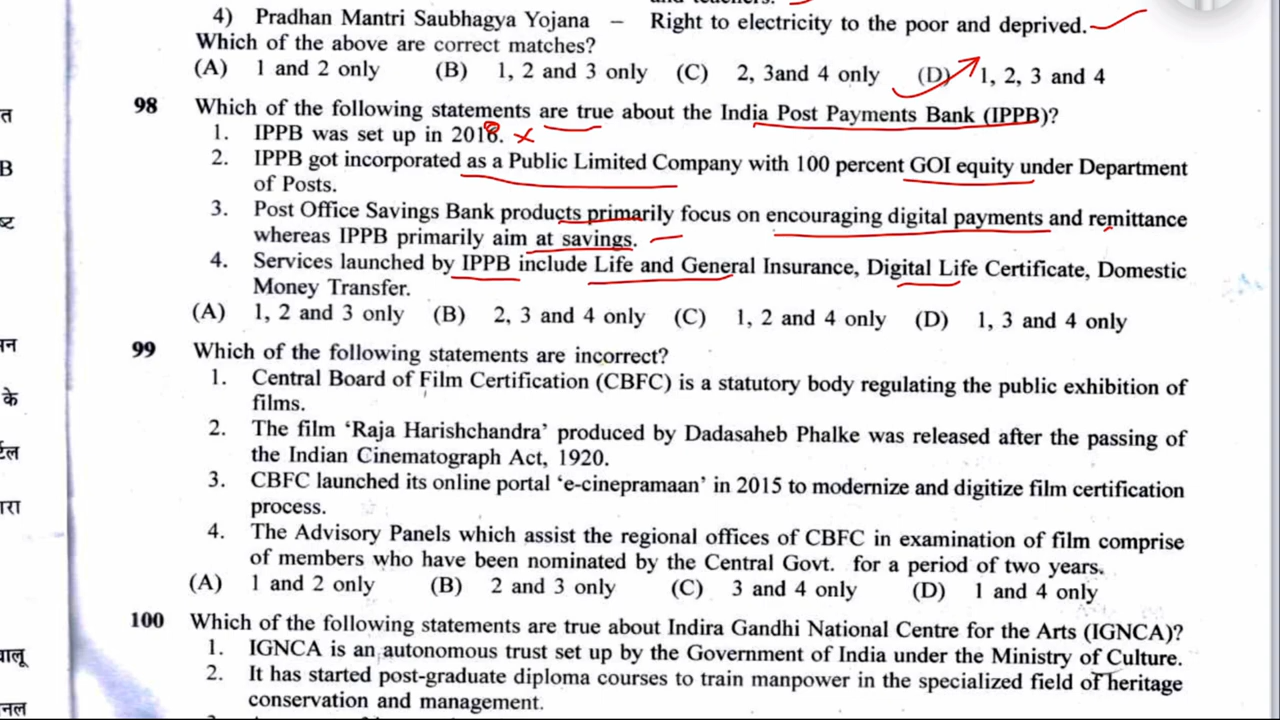 4) Pradhan Mantri Saubhagya Yojana – Right to electricity to the poor and deprived.
Which of the above are correct matches?
(A) 1 and 2 only (B) 1, 2 and 3 only (C) 2, 3and 4 only (D) 1, 2, 3 and 4
98 Which of the following statements are true about the India Post Payments Bank (IPPB)?
1. IPPB was set up in 2018.
2. IPPB got incorporated as a Public Limited Company with 100 percent GOI equity under Department
of Posts.
3. Post Office Savings Bank products primarily focus on encouraging digital payments and remittance
whereas IPPB primarily aim at savings.
4. Services launched by IPPB include Life and General Insurance, Digital Life Certificate, Domestic
Money Transfer.
(A) 1, 2 and 3 only (B) 2, 3 and 4 only (C) 1, 2 and 4 only (D) 1, 3 and 4 only
99 Which of the following statements are incorrect?
1. Central Board of Film Certification (CBFC) is a statutory body regulating the public exhibition of
films.
2. The film ‘Raja Harishchandra’ produced by Dadasaheb Phalke was released after the passing of
the Indian Cinematograph Act, 1920.
3. CBFC launched its online portal ‘e-cinepramaan’ in 2015 to modernize and digitize film certification
process.
4. The Advisory Panels which assist the regional offices of CBFC in examination of film comprise
of members who have been nominated by the Central Govt. for a period of two years.
(A) 1 and 2 only (B) 2 and 3 only (C) 3 and 4 only (D) 1 and 4 only
100 Which of the following statements are true about Indira Gandhi National Centre for the Arts (IGNCA)?
1. IGNCA is an autonomous trust set up by the Government of India under the Ministry of Culture.
2. It has started post-graduate diploma courses to train manpower in the specialized field of heritage
conservation and management.